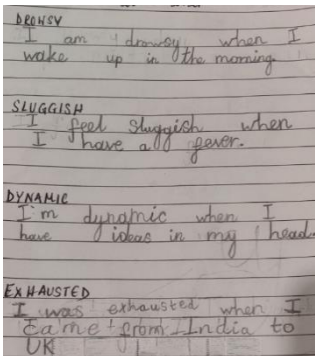 DROWSY
I am drowsy when I
wake up in the morning.
SLUGGISH
I feel sluggish when
I have a fever.
DYNAMIC
I'm dynamic when I
have ideas in my head.
EXHAUSTED
I was exhausted when I
came from India to
UK